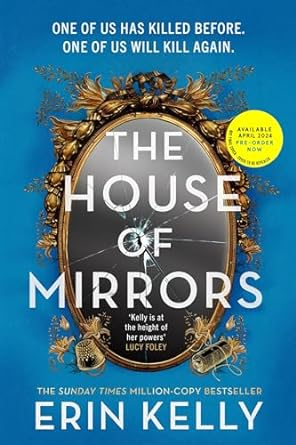 ONE OF US HAS KILLED BEFORE.
ONE OF US WILL KILL AGAIN.
AVAILABLE
APRIL 2024
PRE-ORDER
NOW
THE
HOUSE
OF
MIRRORS
'Kelly is at
the height of
her powers'
LUCY FOLEY
THE SUNDAY TIMES MILLION-COPY BESTSELLER
ERIN KELLY